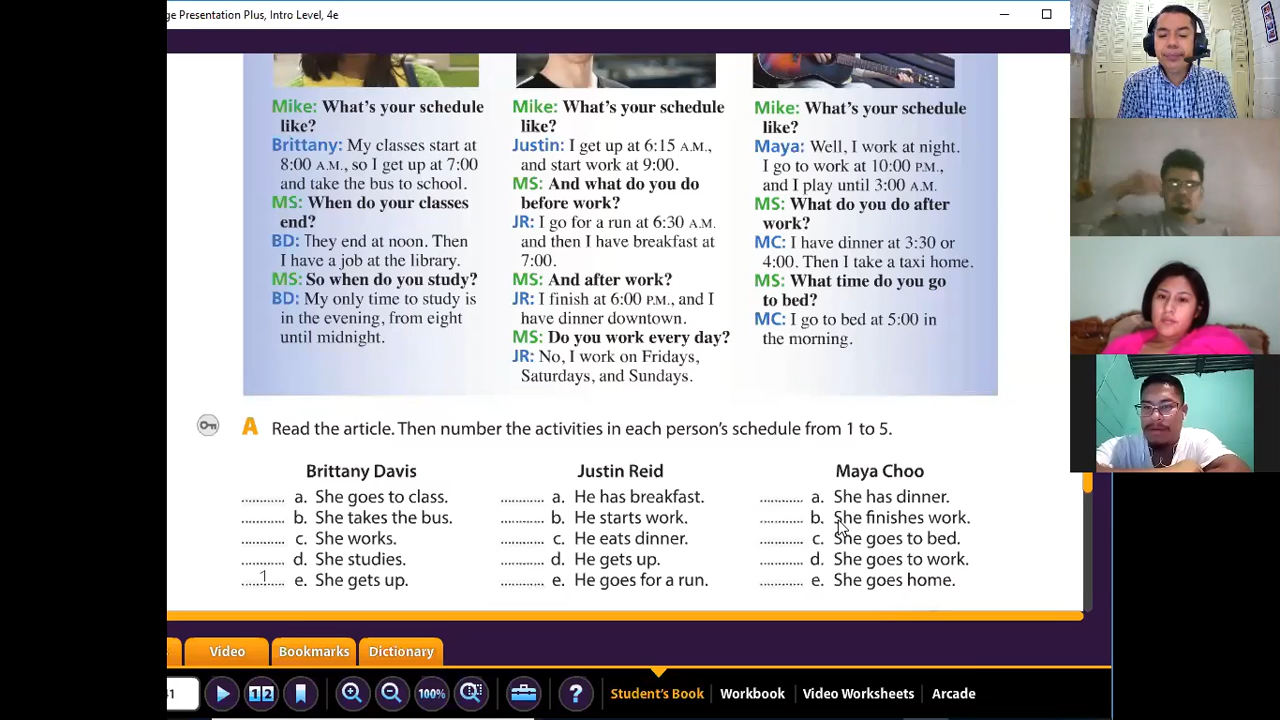 ge Presentation Plus, Intro Level, 4e
Mike: What's your schedule
like?
Brittany: My classes start at
8:00 A.M., so I get up at 7:00
and take the bus to school.
MS: When do your classes
end?
BD: They end at noon. Then
I have a job at the library.
MS: So when do you study?
BD: My only time to study is
in the evening, from eight
until midnight.
Mike: What's your schedule
like?
Justin: I get up at 6:15 A.M.,
and start work at 9:00.
MS: And what do you do
before work?
JR: I go for a run at 6:30 A.M.
and then I have breakfast at
7:00.
MS: And after work?
JR: I finish at 6:00 P.M., and I
have dinner downtown.
MS: Do you work every day?
JR: No, I work on Fridays,
Saturdays, and Sundays.
Mike: What's your schedule
like?
Maya: Well, I work at night.
I go to work at 10:00 P.M.,
and I play until 3:00 A.M.
MS: What do you do after
work?
MC: I have dinner at 3:30 or
4:00. Then I take a taxi home.
MS: What time do you go
to bed?
MC: I go to bed at 5:00 in
the morning.
A Read the article. Then number the activities in each person's schedule from 1 to 5.
Brittany Davis
........... a. She goes to class.
........... b. She takes the bus.
........... c. She works.
........... d. She studies.
.....1..... e. She gets up.
Justin Reid
........... a. He has breakfast.
........... b. He starts work.
........... c. He eats dinner.
........... d. He gets up.
........... e. He goes for a run.
Maya Choo
........... a. She has dinner.
........... b. She finishes work.
........... c. She goes to bed.
........... d. She goes to work.
........... e. She goes home.
Video Bookmarks Dictionary
1 1 2 100% ? Student's Book Workbook Video Worksheets Arcade